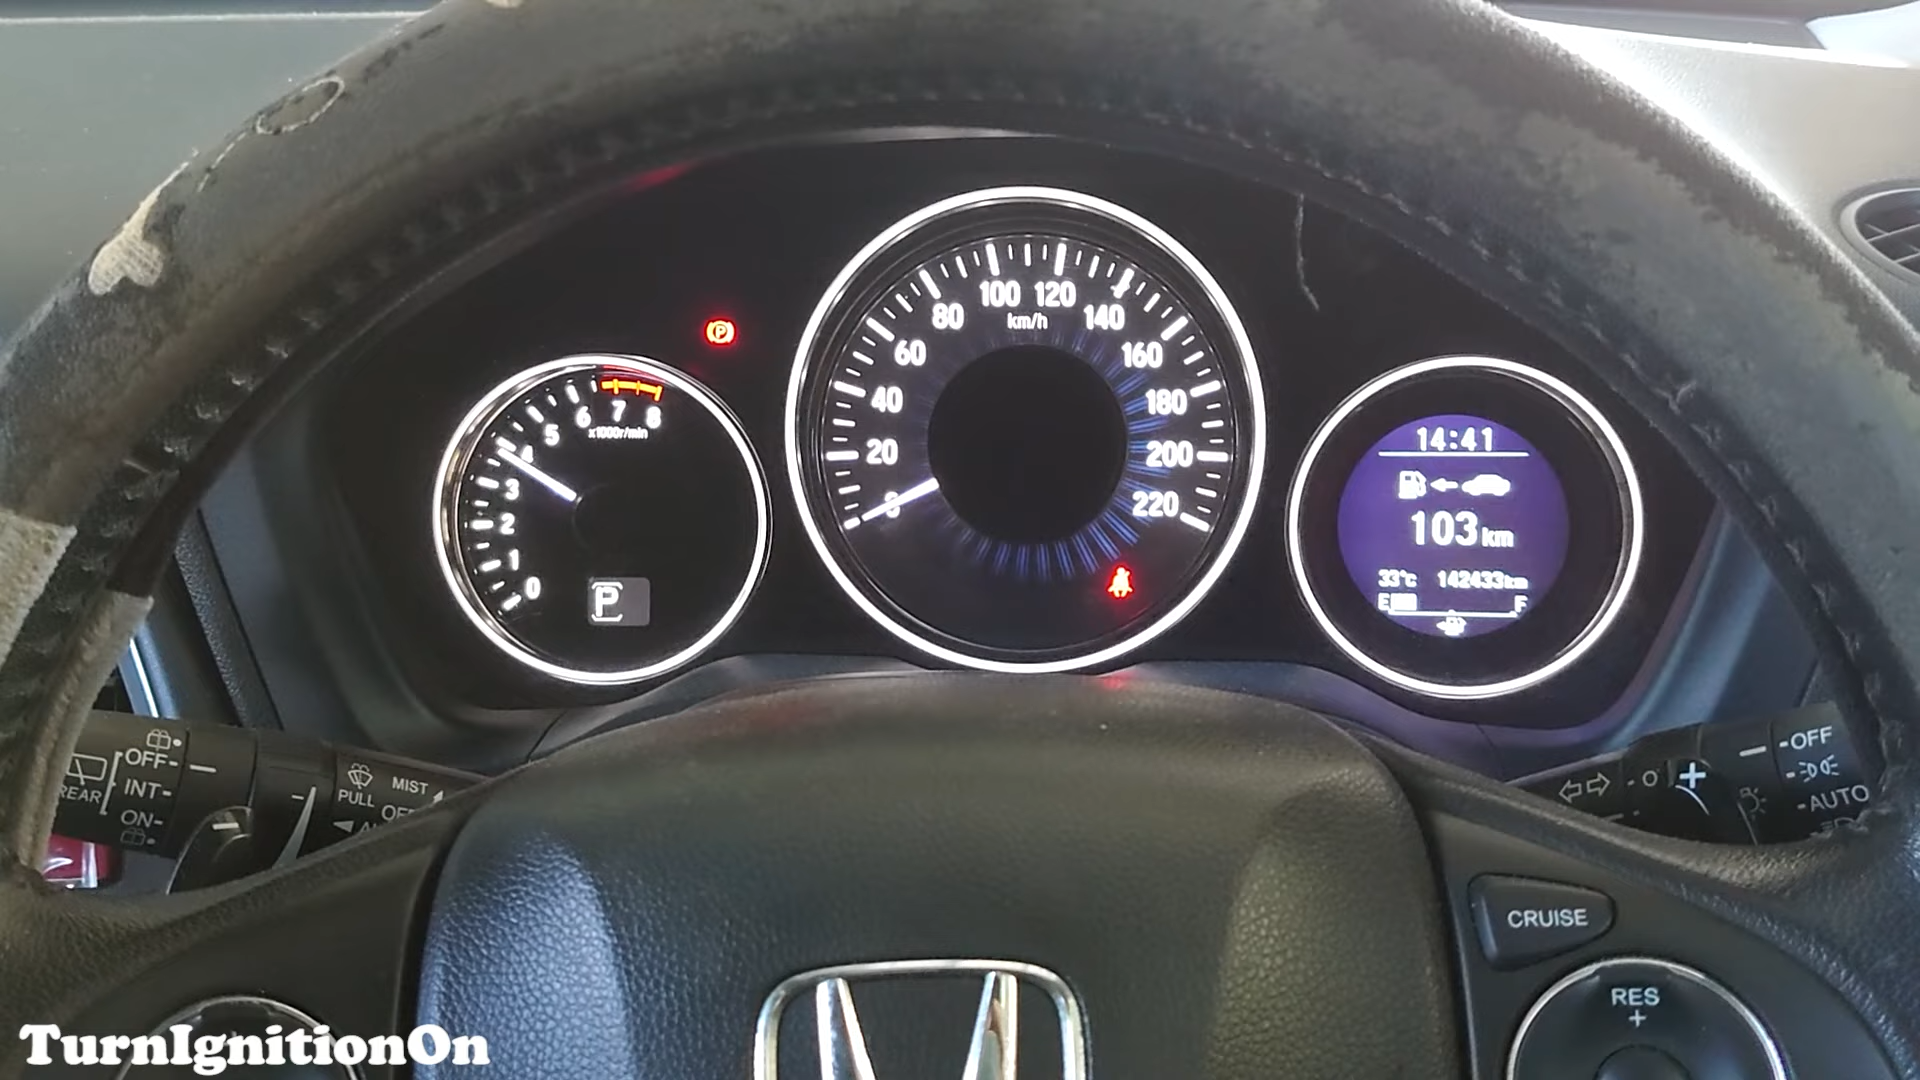 100 120
km/h
80
140
60
160
40
180
20
200
0
220
7
8
6
5
x1000r/min
4
3
2
1
0
P
14:41
103 km
33°C 142433km
E F
OFF
INT
ON
REAR
PULL
MIST
OFF
O
+
OFF
AUTO
CRUISE
RES
+
TurnIgnitionOn